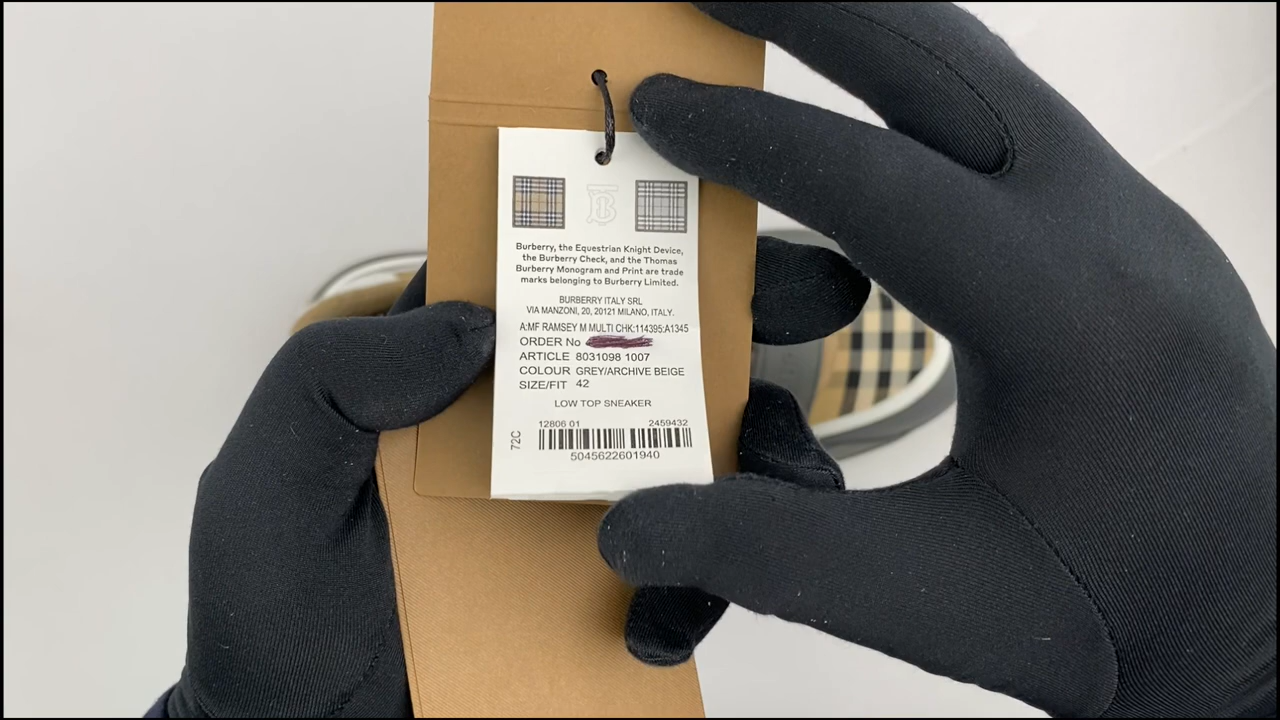 Burberry, the Equestrian Knight Device,
the Burberry Check, and the Thomas
Burberry Monogram and Print are trade
marks belonging to Burberry Limited.
BURBERRY ITALY SRL
VIA MANZONI, 20, 20121 MILANO, ITALY.
A:MF RAMSEY M MULTI CHK:114395:A1345
ORDER No
ARTICLE 8031098 1007
COLOUR GREY/ARCHIVE BEIGE
SIZE/FIT 42
LOW TOP SNEAKER
12806 01 2459432
72C
5045622601940